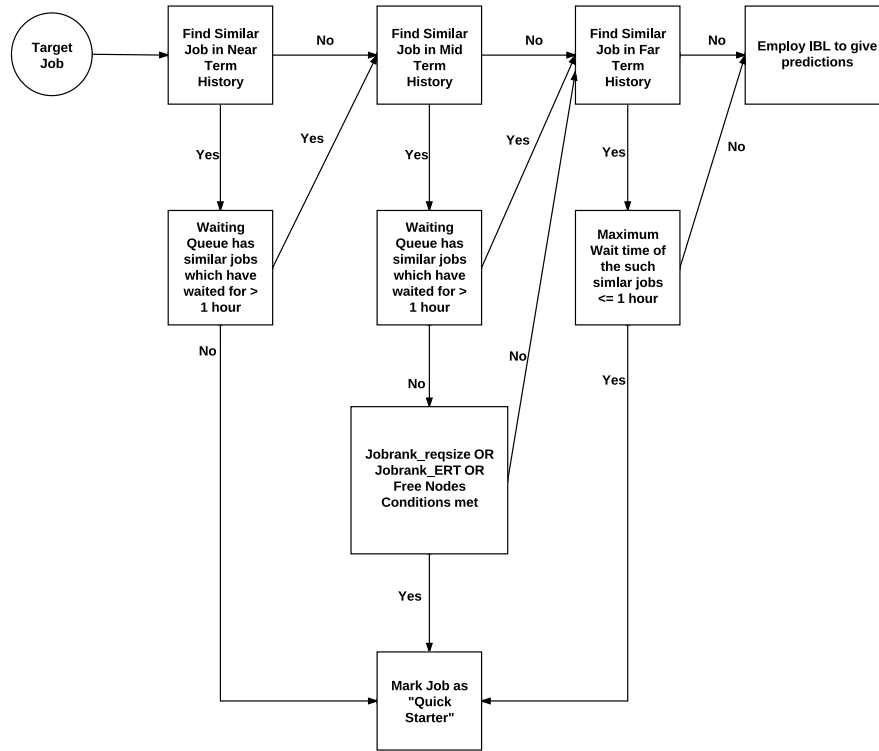 Target
Job
Find Similar
Job in Near
Term
History
No
Find Similar
Job in Mid
Term
History
No
Find Similar
Job in Far
Term
History
No
Employ IBL to give
predictions
Yes
Yes
Yes
Yes
Yes
No
Waiting
Queue has
similar jobs
which have
waited for >
1 hour
Waiting
Queue has
similar jobs
which have
waited for >
1 hour
Maximum
Wait time of
the such
simlar jobs
<= 1 hour
No
No
No
Yes
Jobrank_reqsize OR
Jobrank_ERT OR
Free Nodes
Conditions met
Yes
Mark Job as
"Quick
Starter"